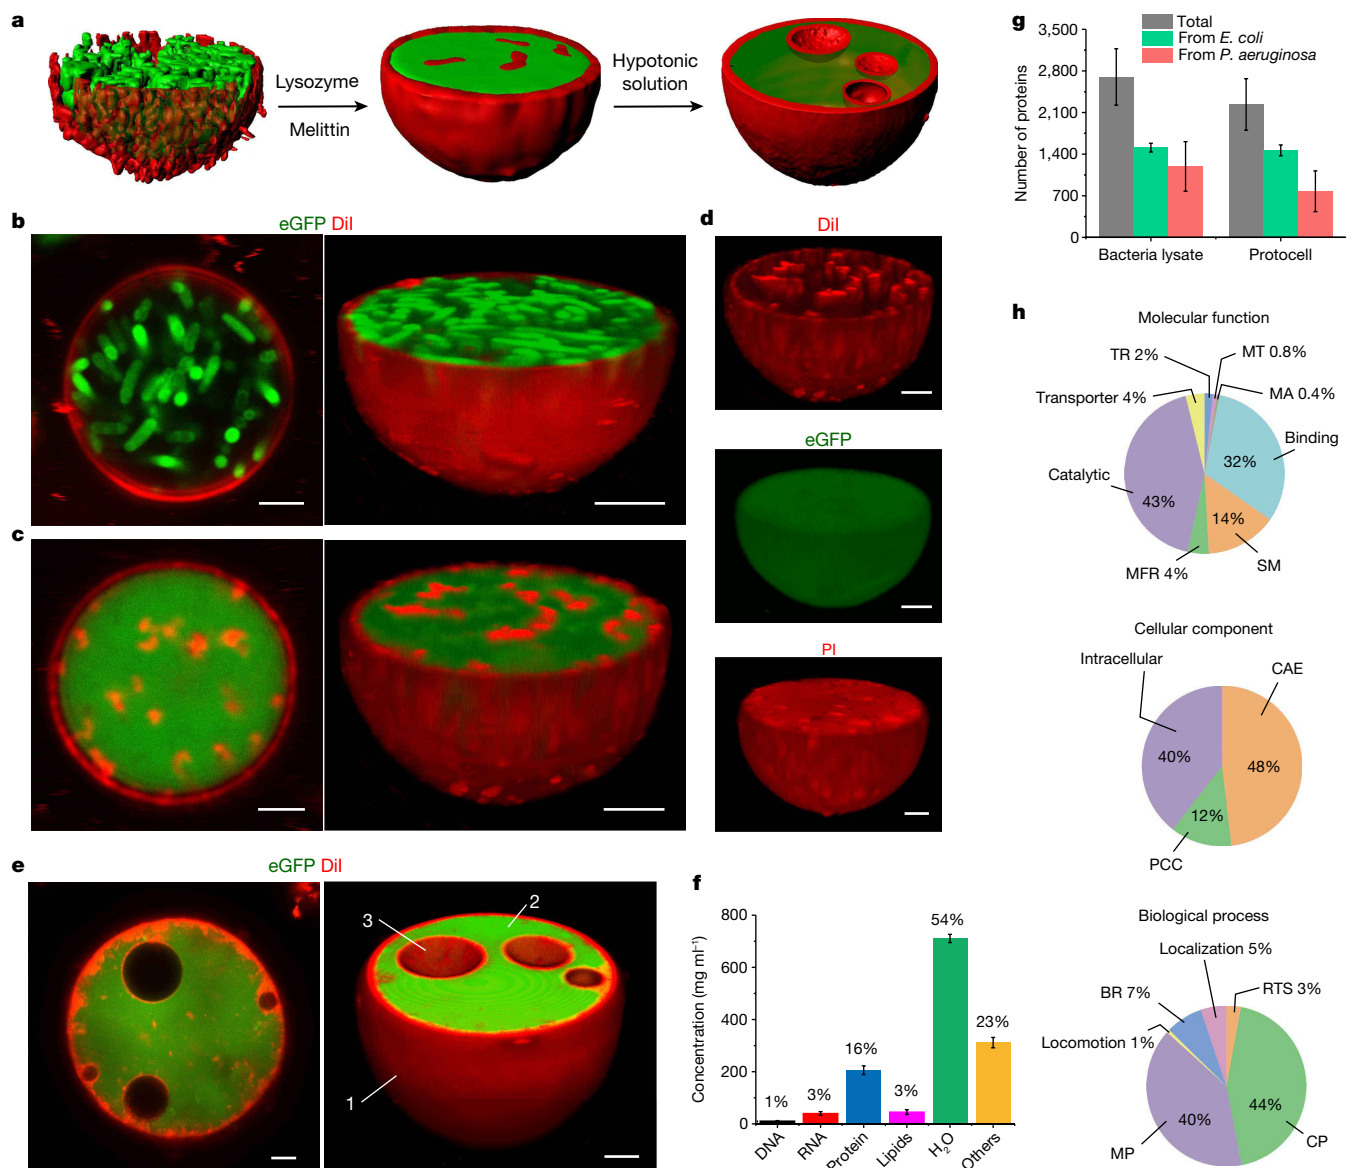 a
Lysozyme
Melittin
Hypotonic
solution
b
eGFP DiI
c
d
DiI
eGFP
PI
e
eGFP DiI
1
2
3
f
Concentration (mg ml⁻¹)
800
600
400
200
0
1%
3%
16%
3%
54%
23%
DNA
RNA
Protein
Lipids
H₂O
Others
g
Total
From E. coli
From P. aeruginosa
Number of proteins
3,500
2,800
2,100
1,400
700
0
Bacteria lysate
Protocell
h
Molecular function
TR 2%
MT 0.8%
MA 0.4%
Transporter 4%
Binding
32%
Catalytic
43%
14%
MFR 4%
SM
Cellular component
Intracellular
CAE
40%
48%
12%
PCC
Biological process
Localization 5%
BR 7%
RTS 3%
Locomotion 1%
44%
40%
MP
CP